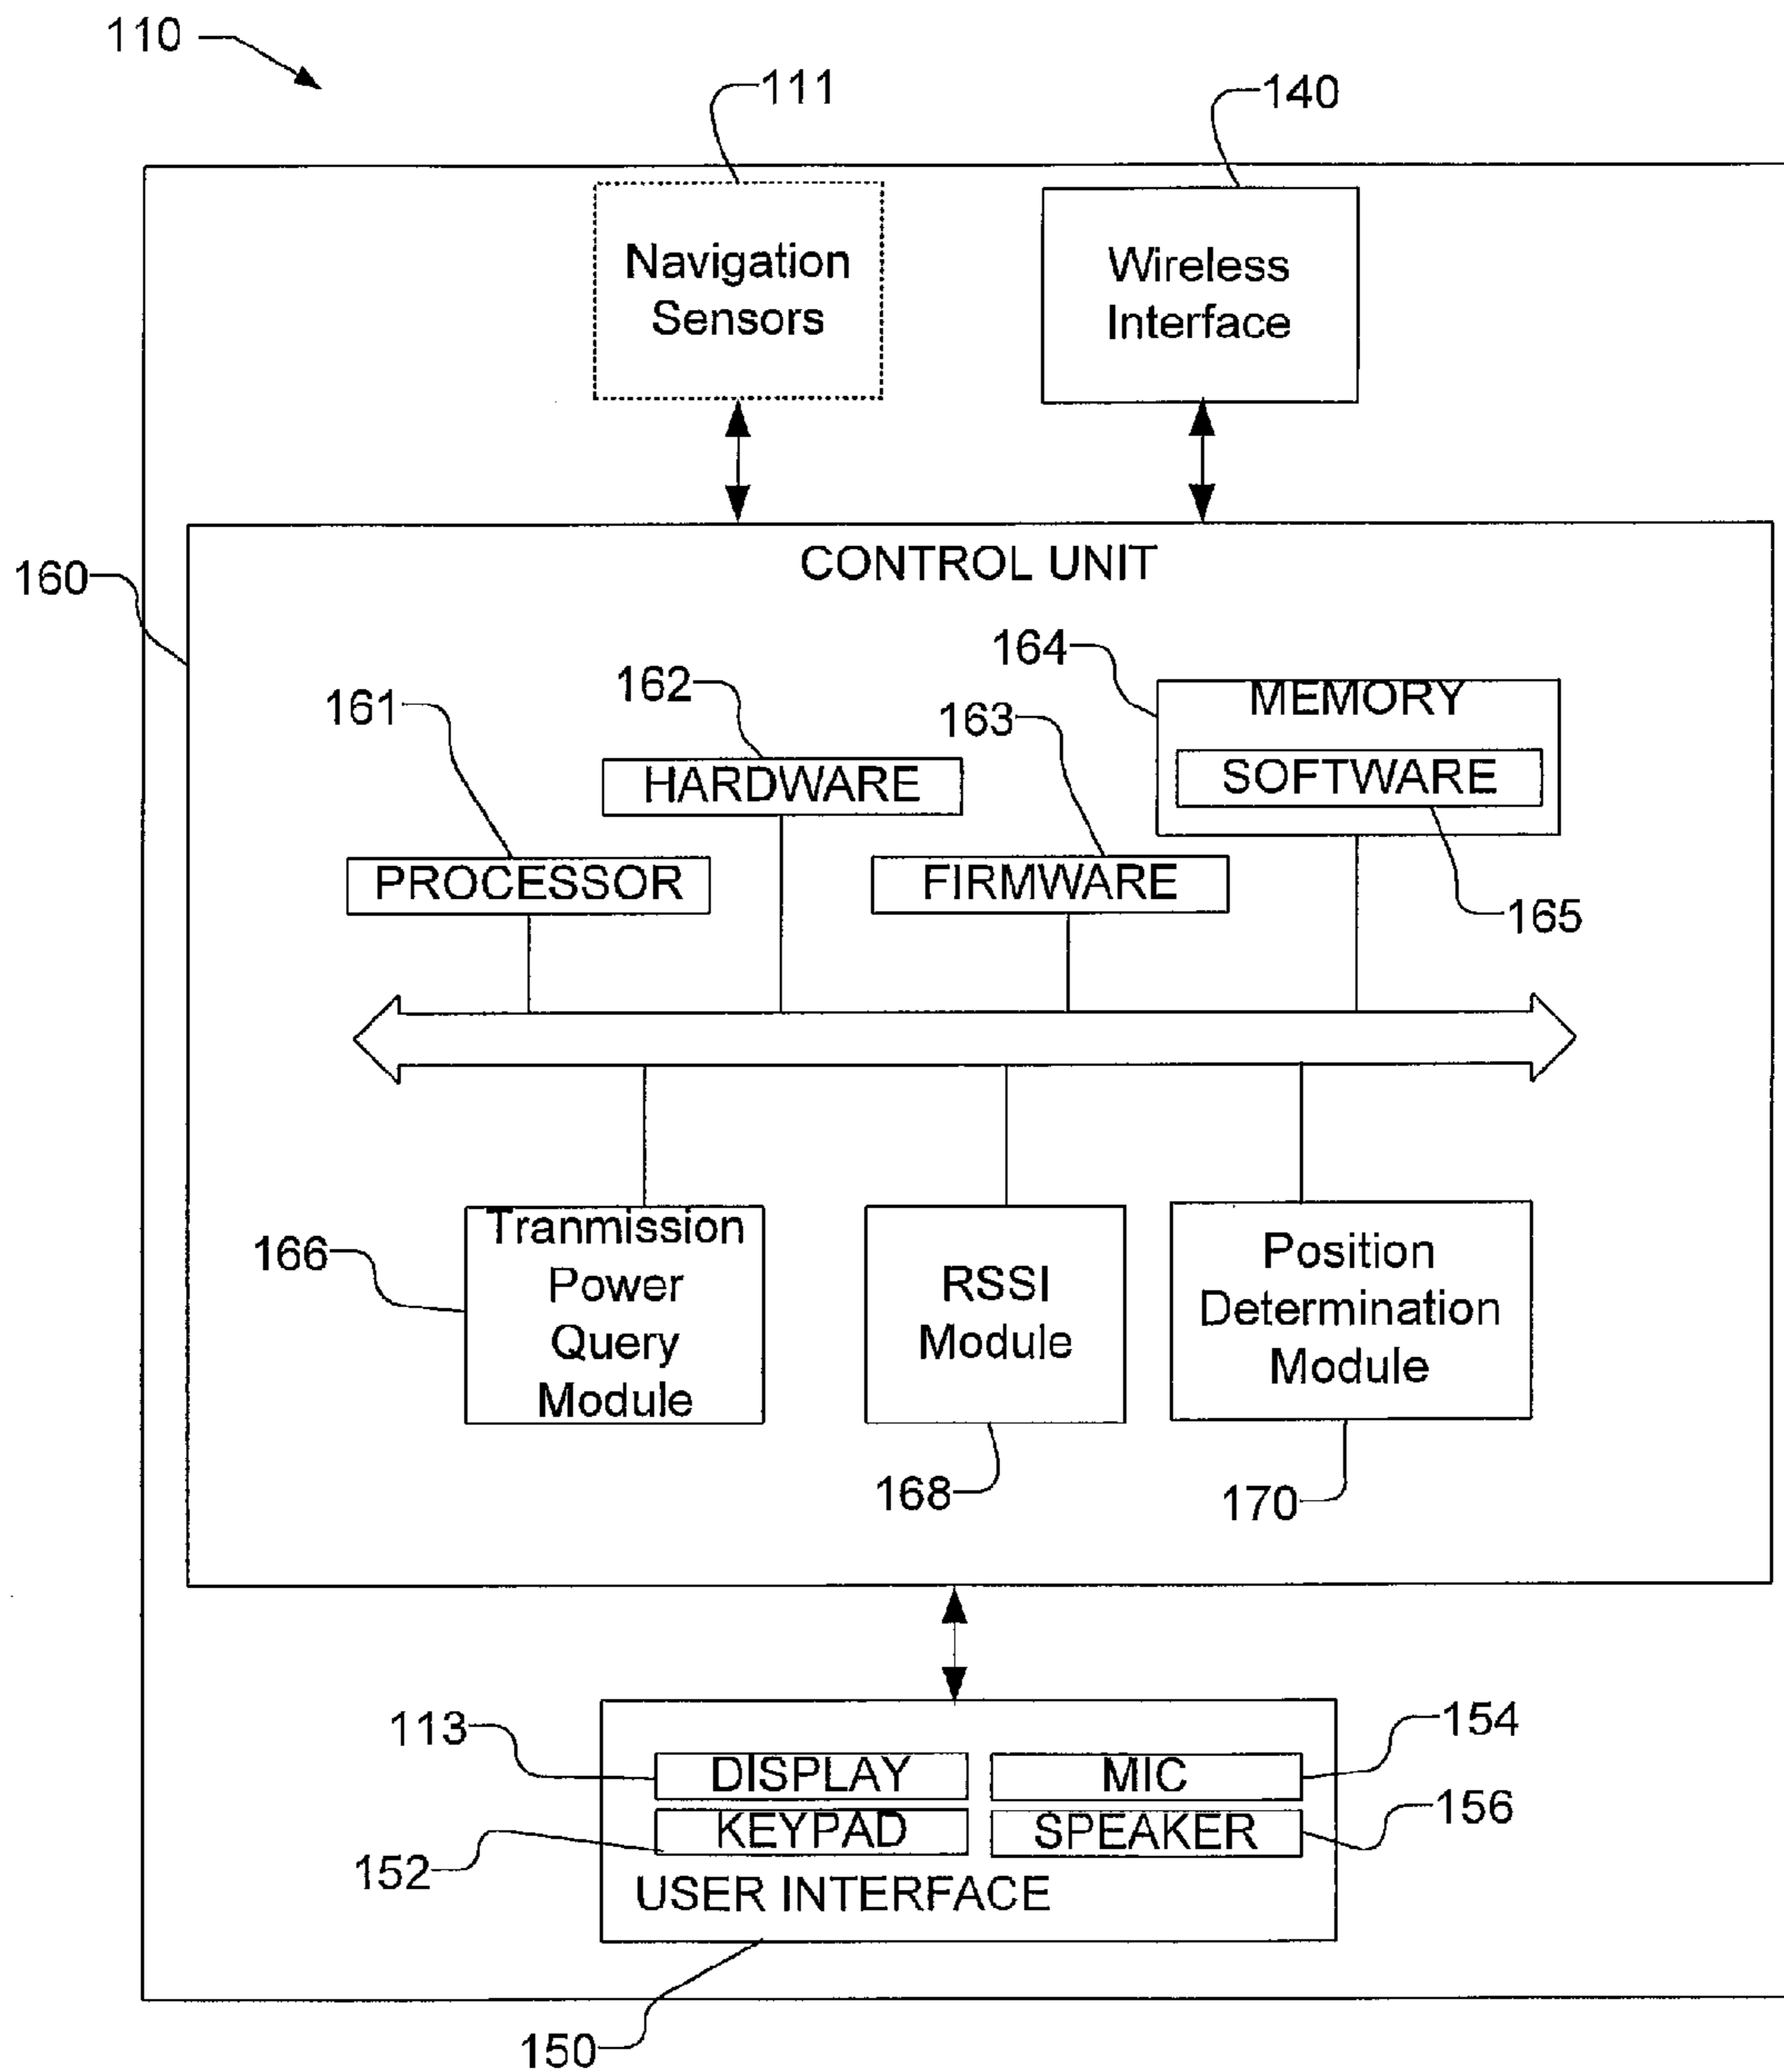 110
111
140
Navigation
Sensors
Wireless
Interface
160
CONTROL UNIT
164
162
MEMORY
161
163
HARDWARE
SOFTWARE
PROCESSOR
FIRMWARE
165
166
Tranmission
Power
Query
Module
RSSI
Module
Position
Determination
Module
168
170
113
DISPLAY
MIC
154
KEYPAD
SPEAKER
156
152
USER INTERFACE
150